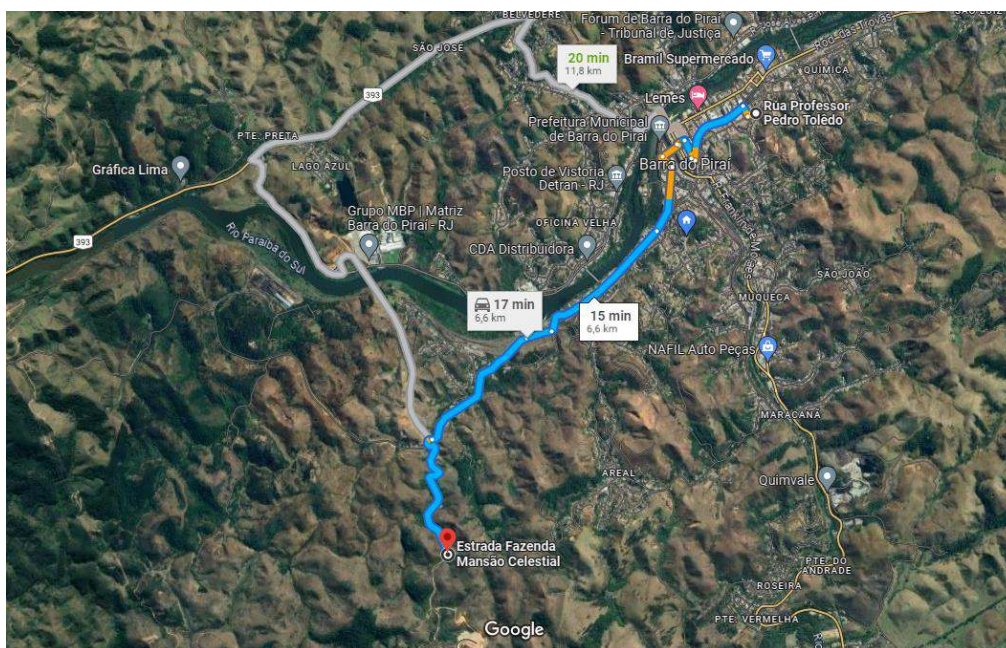 BELVEDERE
Fórum de Barra do Piraí
- Tribunal de Justiça
Rod. das Trovas
SÃO JOSÉ
20 min
11,8 km
Bramil Supermercado
QUÍMICA
393
Lemes
Rua Professor
Pedro Tolêdo
PTE. PRETA
Prefeitura Municipal
de Barra do Piraí
Gráfica Lima
LAGO AZUL
Barra do Piraí
Posto de Vistoria
Detran - RJ
Grupo MBP | Matriz
Barra do Piraí - RJ
OFICINA VELHA
393
Rio Paraíba do Sul
CDA Distribuidora
SÃO JOÃO
MUQUECA
17 min
6,6 km
15 min
6,6 km
NAFIL Auto Peças
MARACANÃ
AREAL
Quimvale
Estrada Fazenda
Mansão Celestial
PTE. DO
ANDRADE
ROSEIRA
PTE. VERMELHA
Google